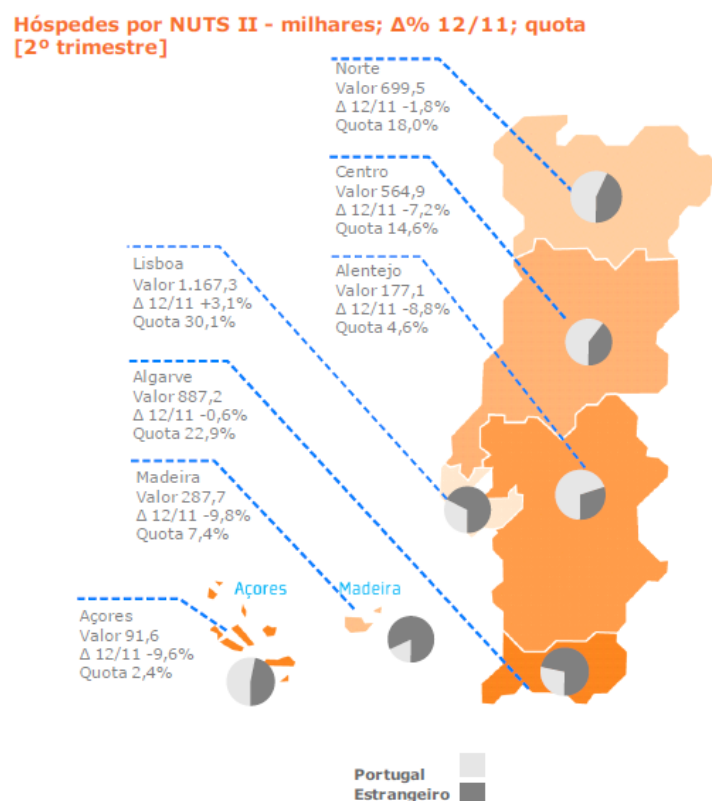 Hóspedes por NUTS II - milhares; Δ% 12/11; quota
[2º trimestre]
Norte
Valor 699,5
Δ 12/11 -1,8%
Quota 18,0%
Centro
Valor 564,9
Δ 12/11 -7,2%
Quota 14,6%
Lisboa
Valor 1.167,3
Δ 12/11 +3,1%
Quota 30,1%
Alentejo
Valor 177,1
Δ 12/11 -8,8%
Quota 4,6%
Algarve
Valor 887,2
Δ 12/11 -0,6%
Quota 22,9%
Madeira
Valor 287,7
Δ 12/11 -9,8%
Quota 7,4%
Açores
Madeira
Açores
Valor 91,6
Δ 12/11 -9,6%
Quota 2,4%
Portugal
Estrangeiro